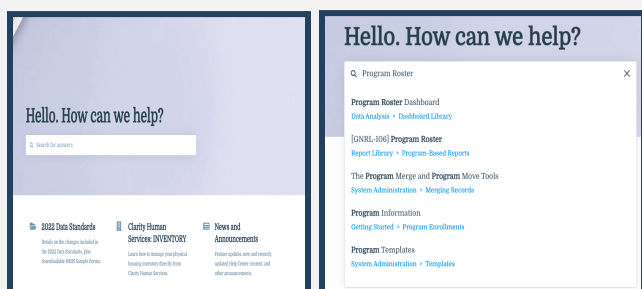 Hello. How can we help?
Search for answers
2022 Data Standards
Details on the changes included in
the 2022 Data Standards, plus
downloadable HMIS Sample Forms.
Clarity Human
Services: INVENTORY
Learn how to manage your physical
housing inventory directly from
Clarity Human Services.
News and
Announcements
Feature updates, new and recently
updated Help Center content, and
other announcements.
Hello. How can we help?
Program Roster X
Program Roster Dashboard
Data Analysis > Dashboard Library
[GNRL-106] Program Roster
Report Library > Program-Based Reports
The Program Merge and Program Move Tools
System Administration > Merging Records
Program Information
Getting Started > Program Enrollments
Program Templates
System Administration > Templates